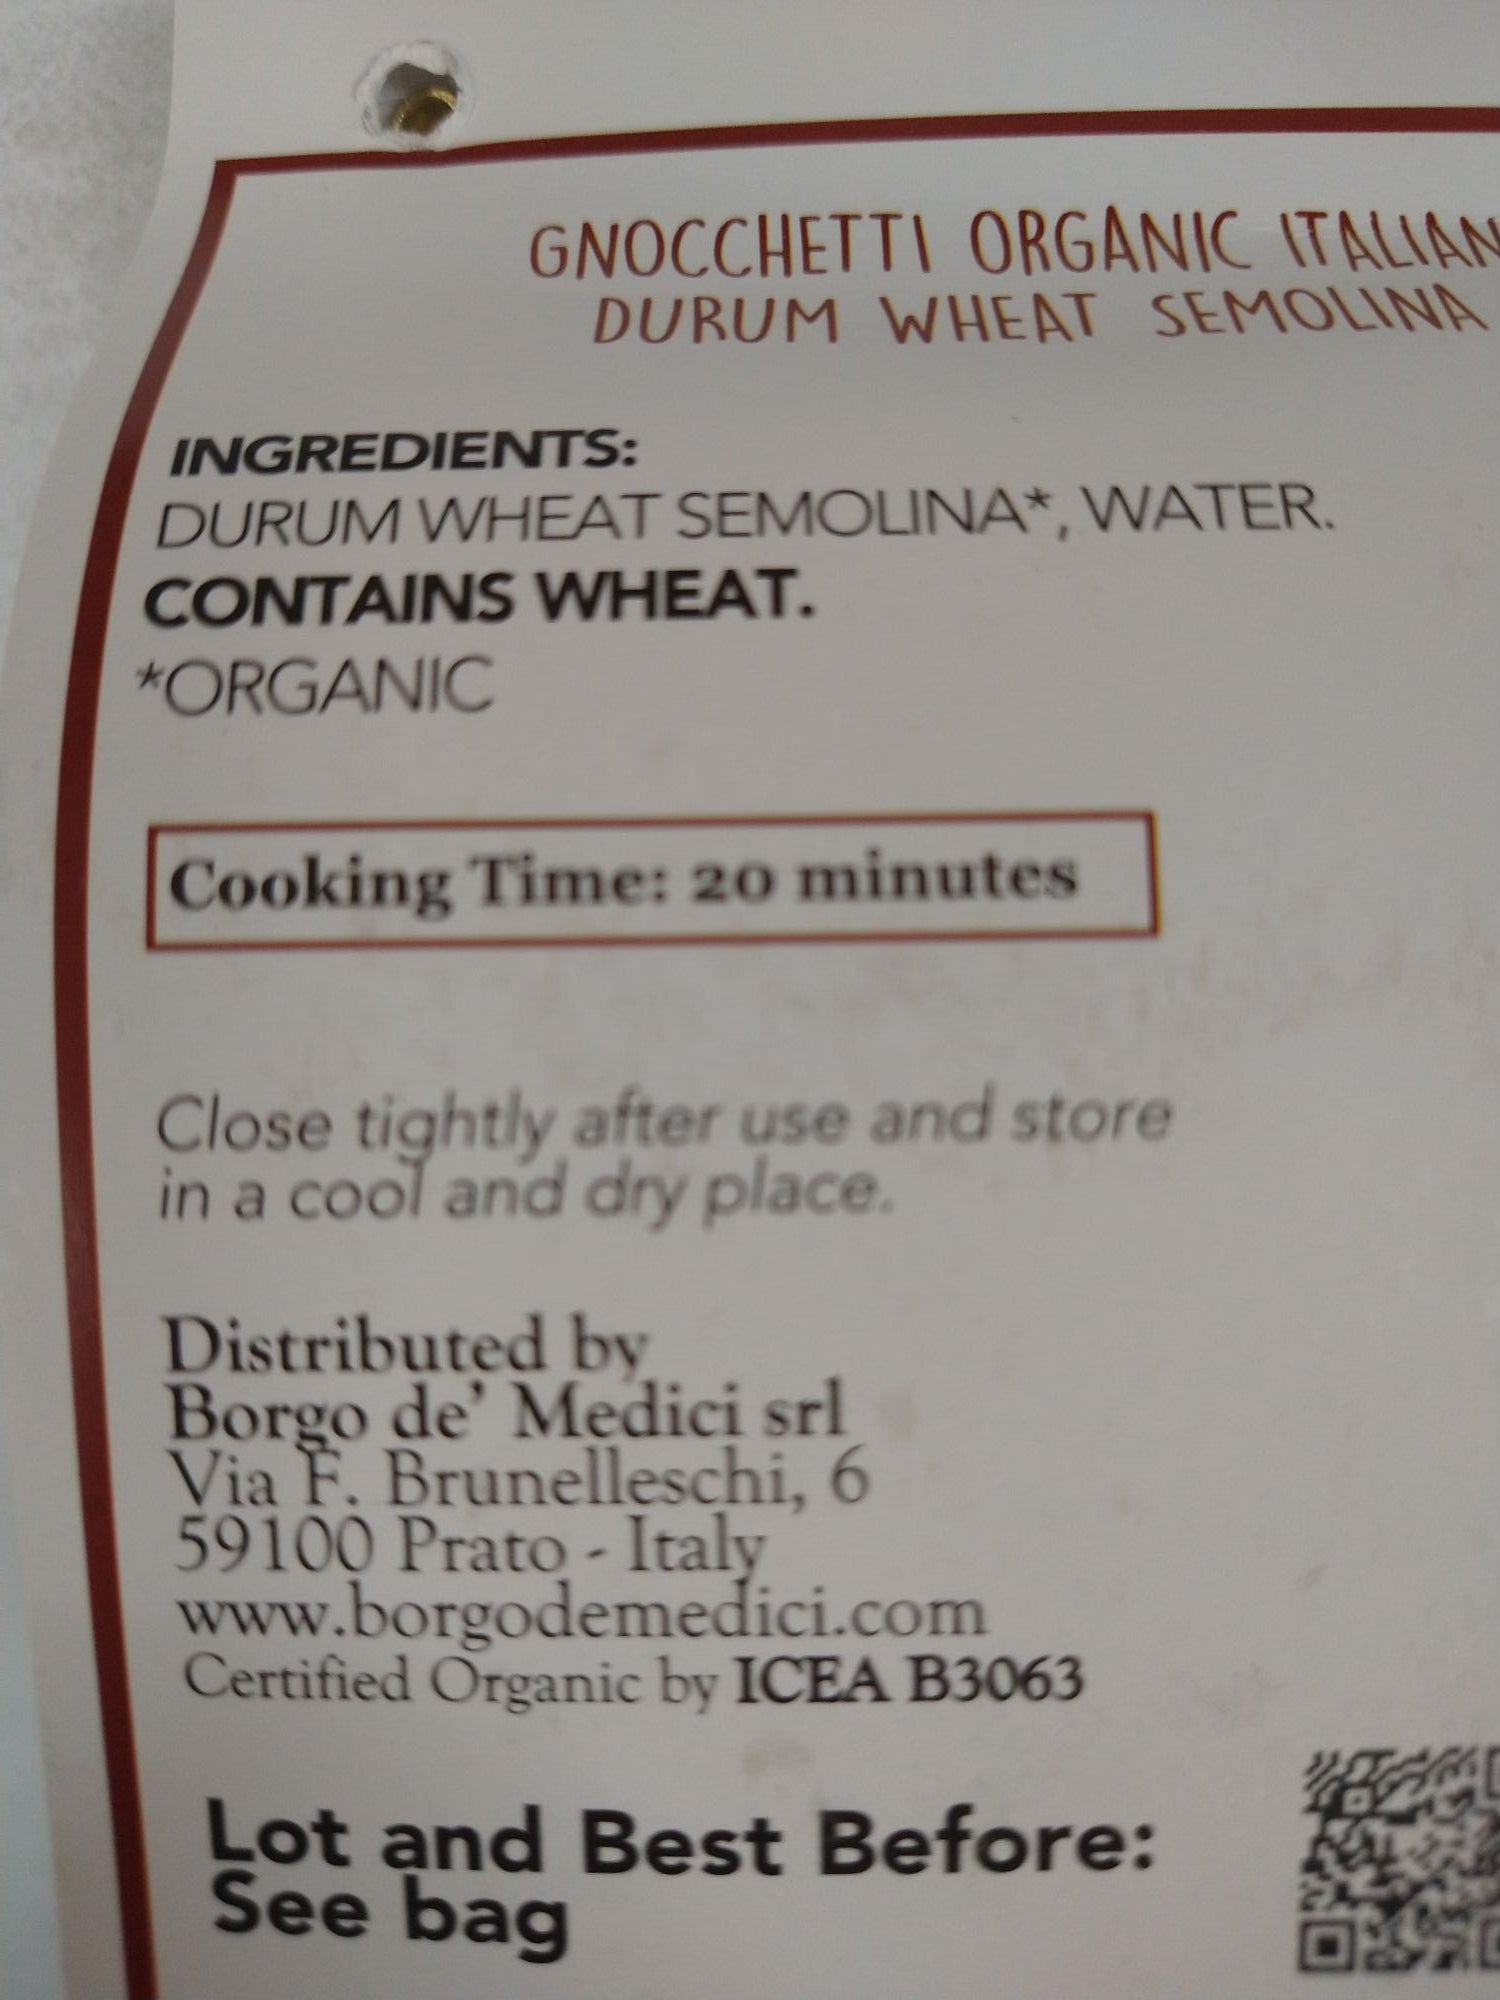 GNOCCHETTI ORGANIC ITALIAN
DURUM WHEAT SEMOLINA
INGREDIENTS:
DURUM WHEAT SEMOLINA*, WATER.
CONTAINS WHEAT.
*ORGANIC
Cooking Time: 20 minutes
Close tightly after use and store
in a cool and dry place.
Distributed by
Borgo de' Medici srl
Via F. Brunelleschi, 6
59100 Prato - Italy
www.borgodemedici.com
Certified Organic by ICEA B3063
Lot and Best Before:
See bag